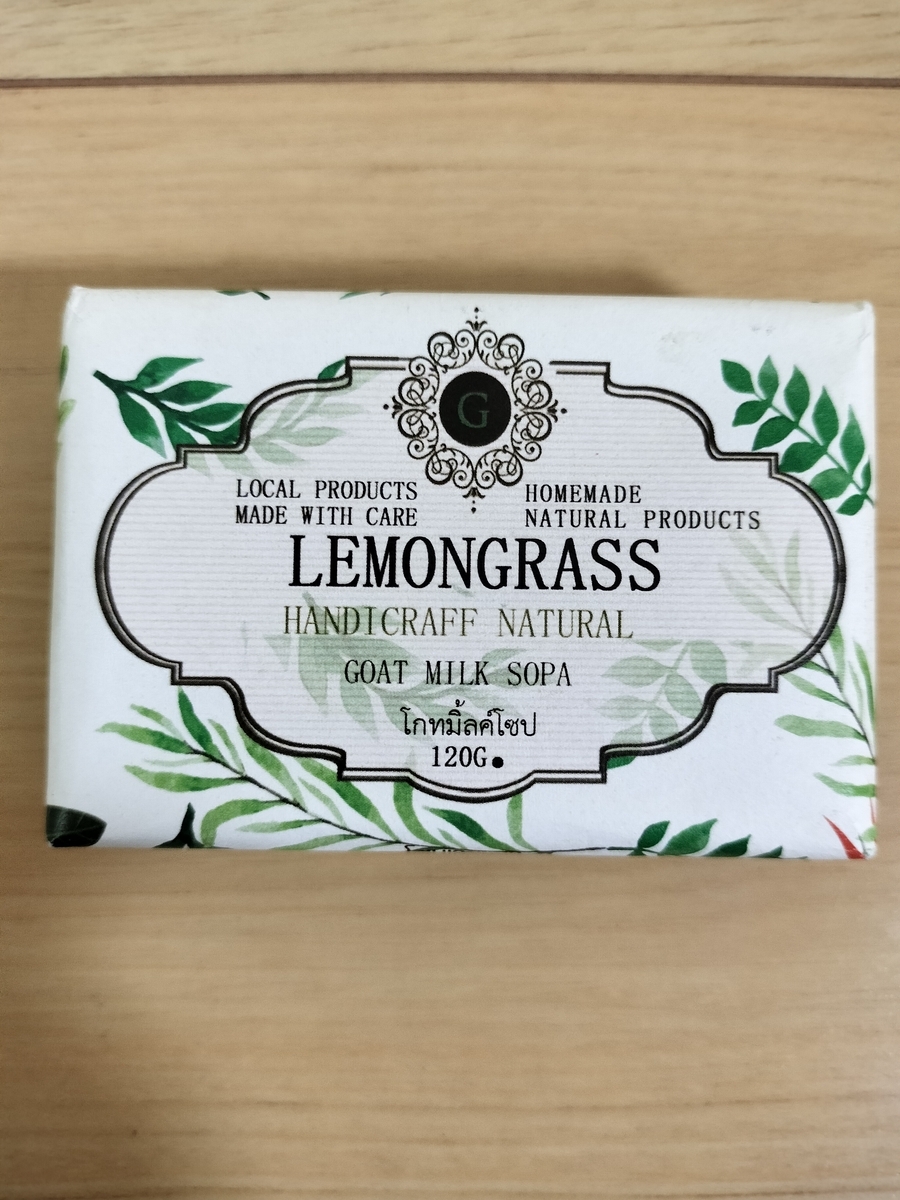 G
LOCAL PRODUCTS
MADE WITH CARE
HOMEMADE
NATURAL PRODUCTS
LEMONGRASS
HANDICRAFF NATURAL
GOAT MILK SOPA
โกทมิ้ลค์โซป
120G●